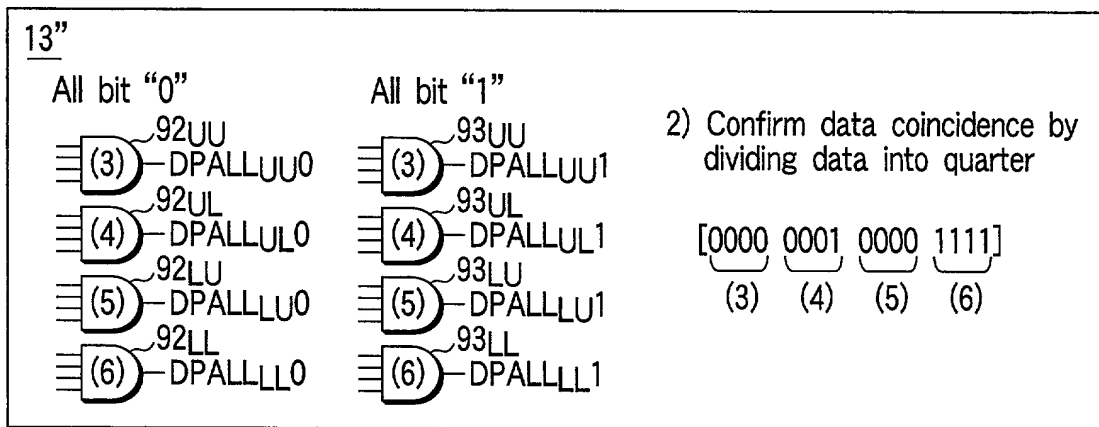 13”
All bit “0”
(3) 92UU DPALLUU0
(4) 92UL DPALLUL0
(5) 92LU DPALLLU0
(6) 92LL DPALLLL0
All bit “1”
(3) 93UU DPALLUU1
(4) 93UL DPALLUL1
(5) 93LU DPALLLU1
(6) 93LL DPALLLL1
2) Confirm data coincidence by
dividing data into quarter
[0000 0001 0000 1111]
(3) (4) (5) (6)